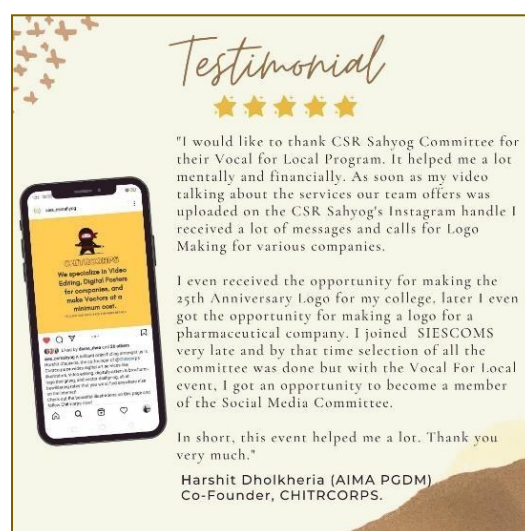 Testimonial
"I would like to thank CSR Sahyog Committee for
their Vocal for Local Program. It helped me a lot
mentally and financially. As soon as my video
talking about the services our team offers was
uploaded on the CSR Sahyog's Instagram handle I
received a lot of messages and calls for Logo
Making for various companies.
I even received the opportunity for making the
25th Anniversary Logo for my college, later I even
got the opportunity for making a logo for a
pharmaceutical company. I joined SIESCOMS
very late and by that time selection of all the
committee was done but with the Vocal For Local
event, I got an opportunity to become a member
of the Social Media Committee.
In short, this event helped me a lot. Thank you
very much."
Harshit Dholkheria (AIMA PGDM)
Co-Founder, CHITRCORPS.
CHITRCORPS
We specialize in Video
Editing, Digital Posters
for companies, and
make Vectors at a
minimum cost.